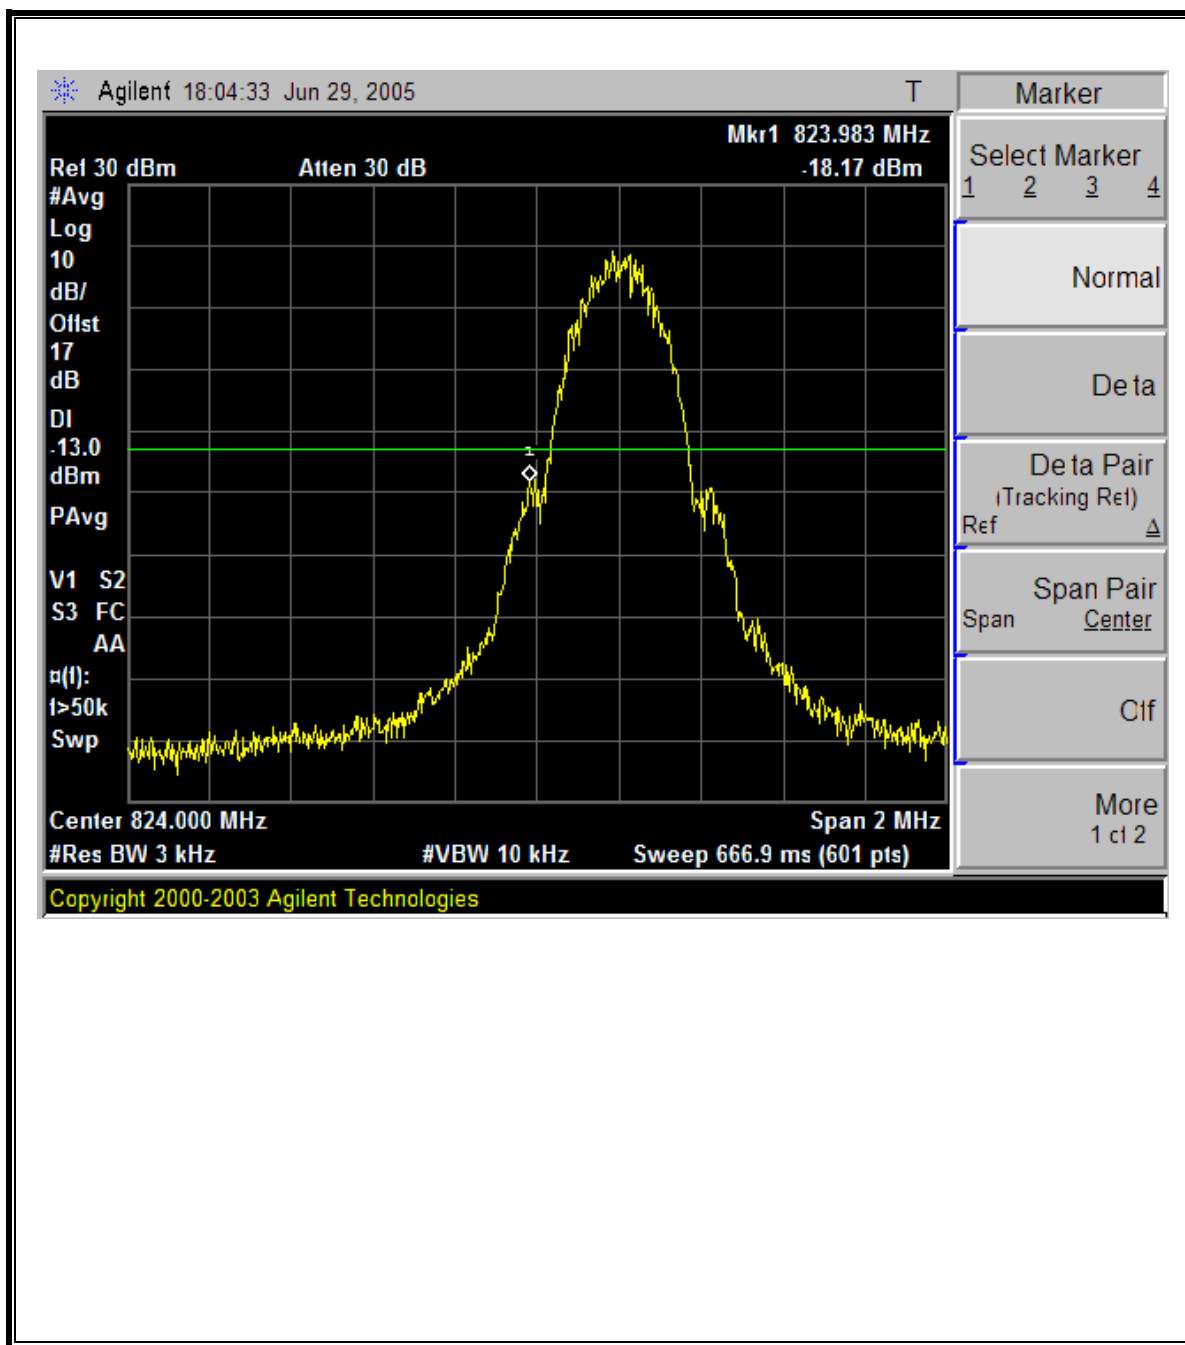 Agilent 18:04:33 Jun 29, 2005 T
Mkr1 823.983 MHz
Ref 30 dBm Atten 30 dB -18.17 dBm
#Avg
Log
10
dB/
Offst
17
dB
DI
-13.0
dBm
PAvg
V1 S2
S3 FC
AA
¤(f):
f>50k
Swp
1
Center 824.000 MHz Span 2 MHz
#Res BW 3 kHz #VBW 10 kHz Sweep 666.9 ms (601 pts)
Copyright 2000-2003 Agilent Technologies
Marker
Select Marker
1 2 3 4
Normal
Delta
Delta Pair
(Tracking Ref)
Ref Δ
Span Pair
Span Center
Off
More
1 of 2